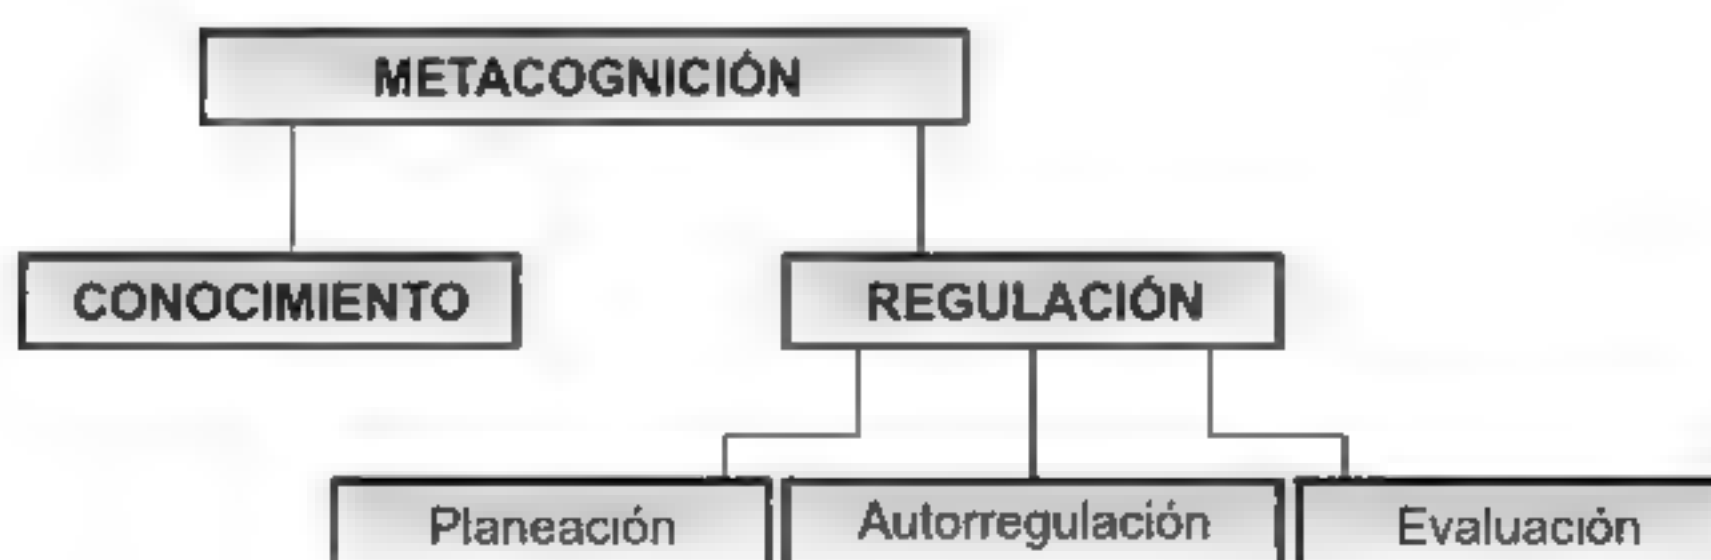 METACOGNICIÓN
CONOCIMIENTO
REGULACIÓN
Planeación
Autorregulación
Evaluación